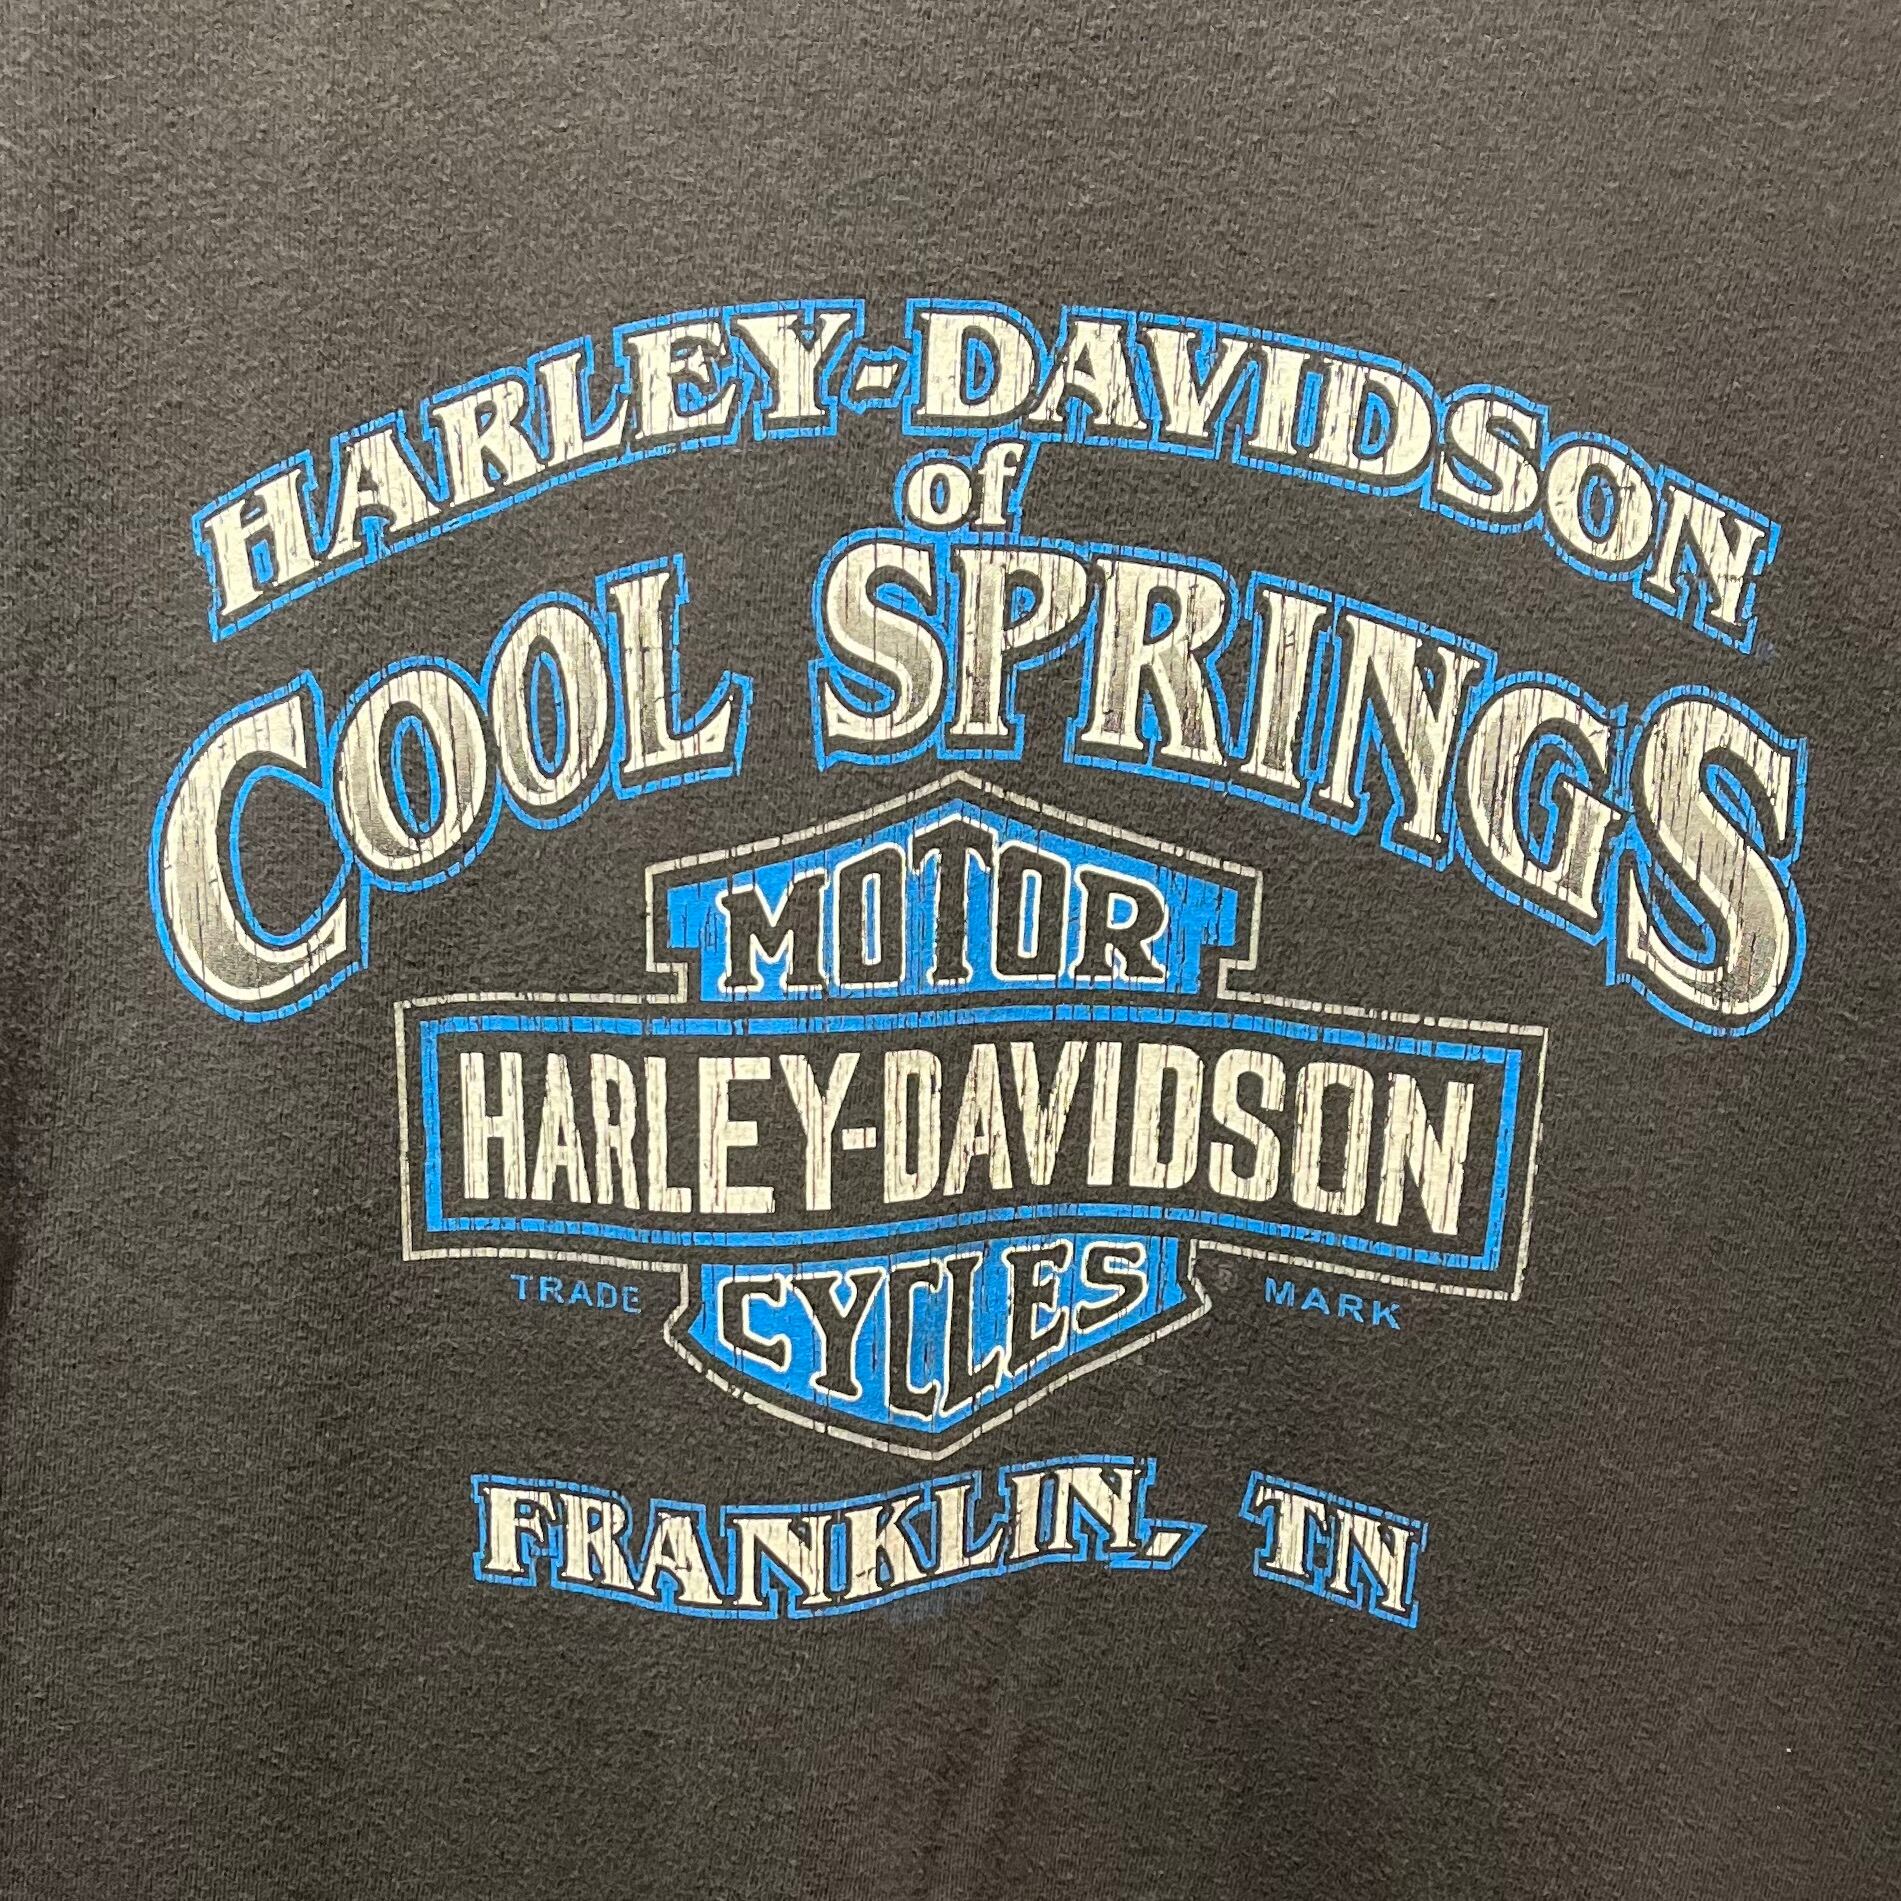 HARLEY-DAVIDSON
of
COOL SPRINGS
MOTOR
HARLEY-DAVIDSON
CYCLES
TRADE MARK
FRANKLIN, TN